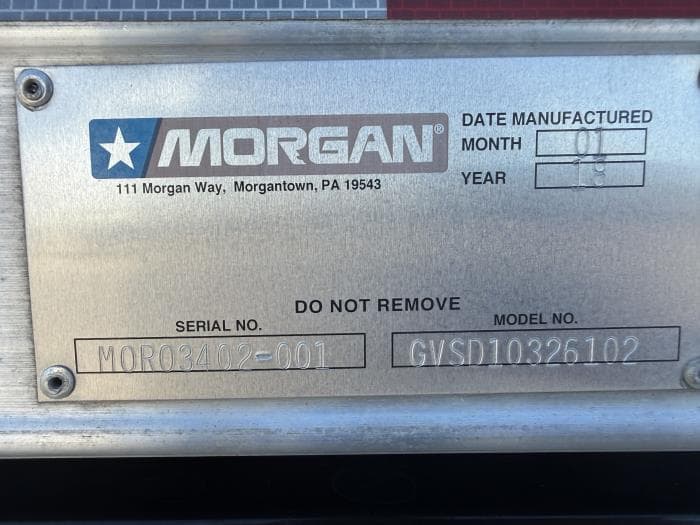 MORGAN®
111 Morgan Way, Morgantown, PA 19543
DATE MANUFACTURED
MONTH 01
YEAR 18
DO NOT REMOVE
SERIAL NO.
MOR03402-001
MODEL NO.
GVSD10326102